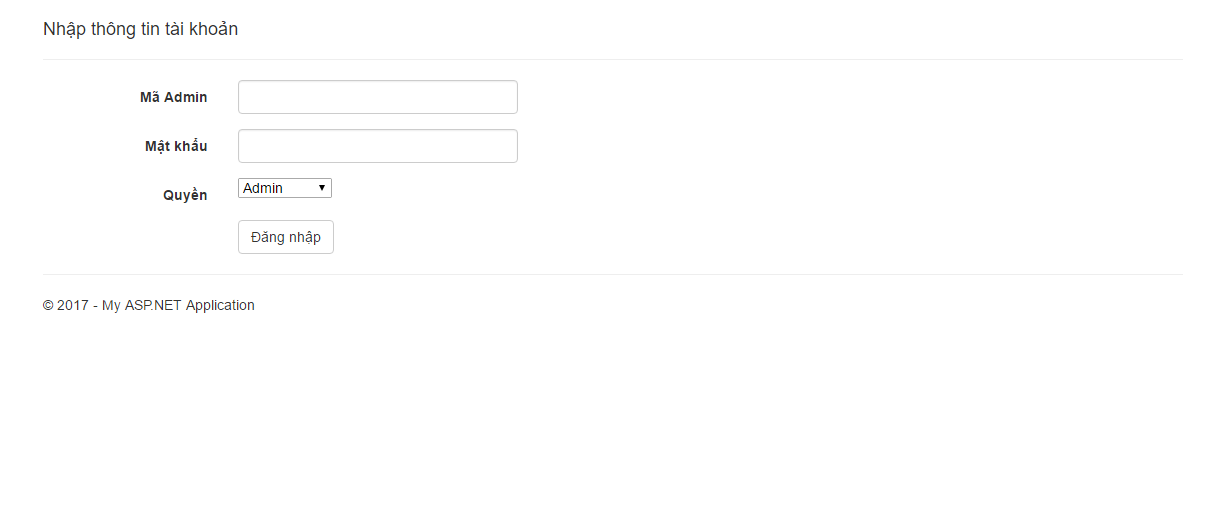 Nhập thông tin tài khoản
Mã Admin
Mật khẩu
Quyền Admin
Đăng nhập
© 2017 - My ASP.NET Application